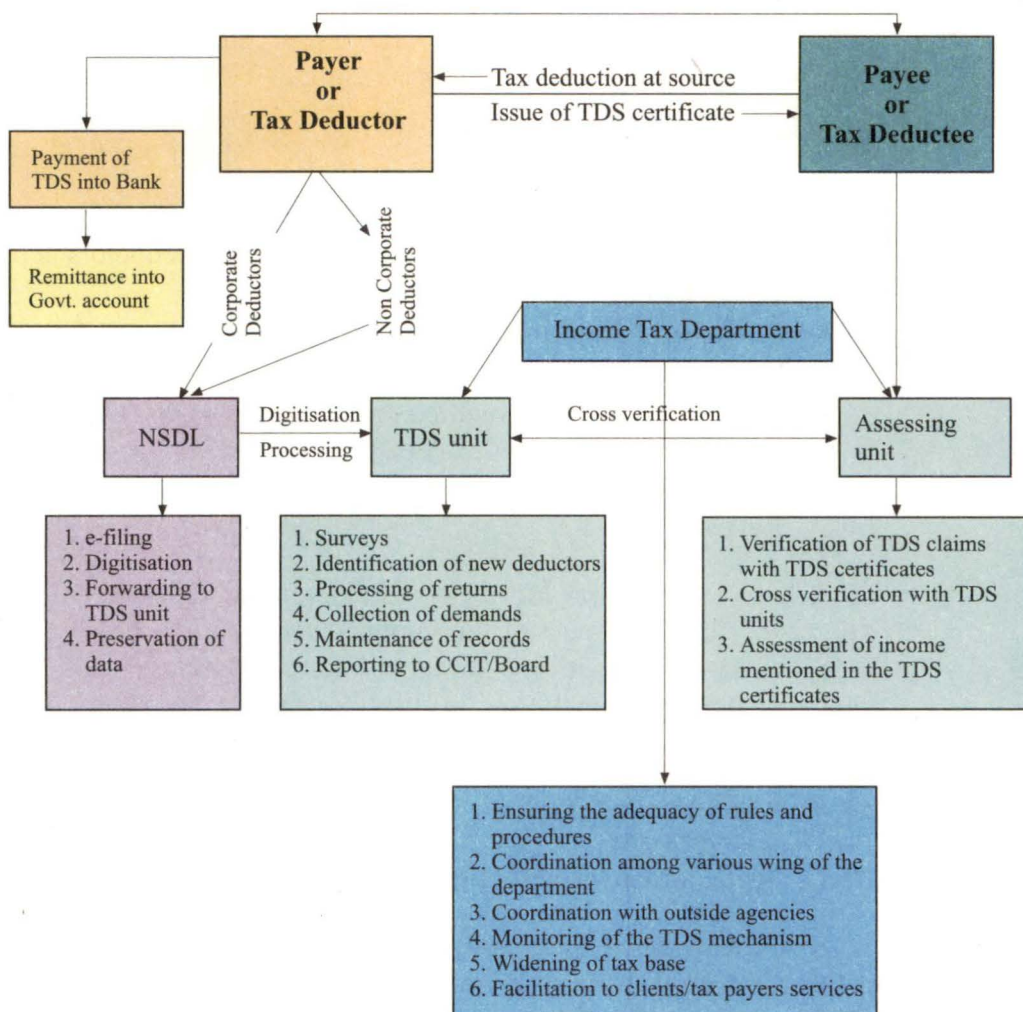 Payer
or
Tax Deductor
Tax deduction at source
Issue of TDS certificate
Payee
or
Tax Deductee
Payment of
TDS into Bank
Remittance into
Govt. account
Corporate
Deductors
Non Corporate
Deductors
Income Tax Department
NSDL
Digitisation
Processing
TDS unit
Cross verification
Assessing
unit
1. e-filing
2. Digitisation
3. Forwarding to
TDS unit
4. Preservation of
data
1. Surveys
2. Identification of new deductors
3. Processing of returns
4. Collection of demands
5. Maintenance of records
6. Reporting to CCIT/Board
1. Verification of TDS claims
with TDS certificates
2. Cross verification with TDS
units
3. Assessment of income
mentioned in the TDS
certificates
1. Ensuring the adequacy of rules and
procedures
2. Coordination among various wing of the
department
3. Coordination with outside agencies
4. Monitoring of the TDS mechanism
5. Widening of tax base
6. Facilitation to clients/tax payers services